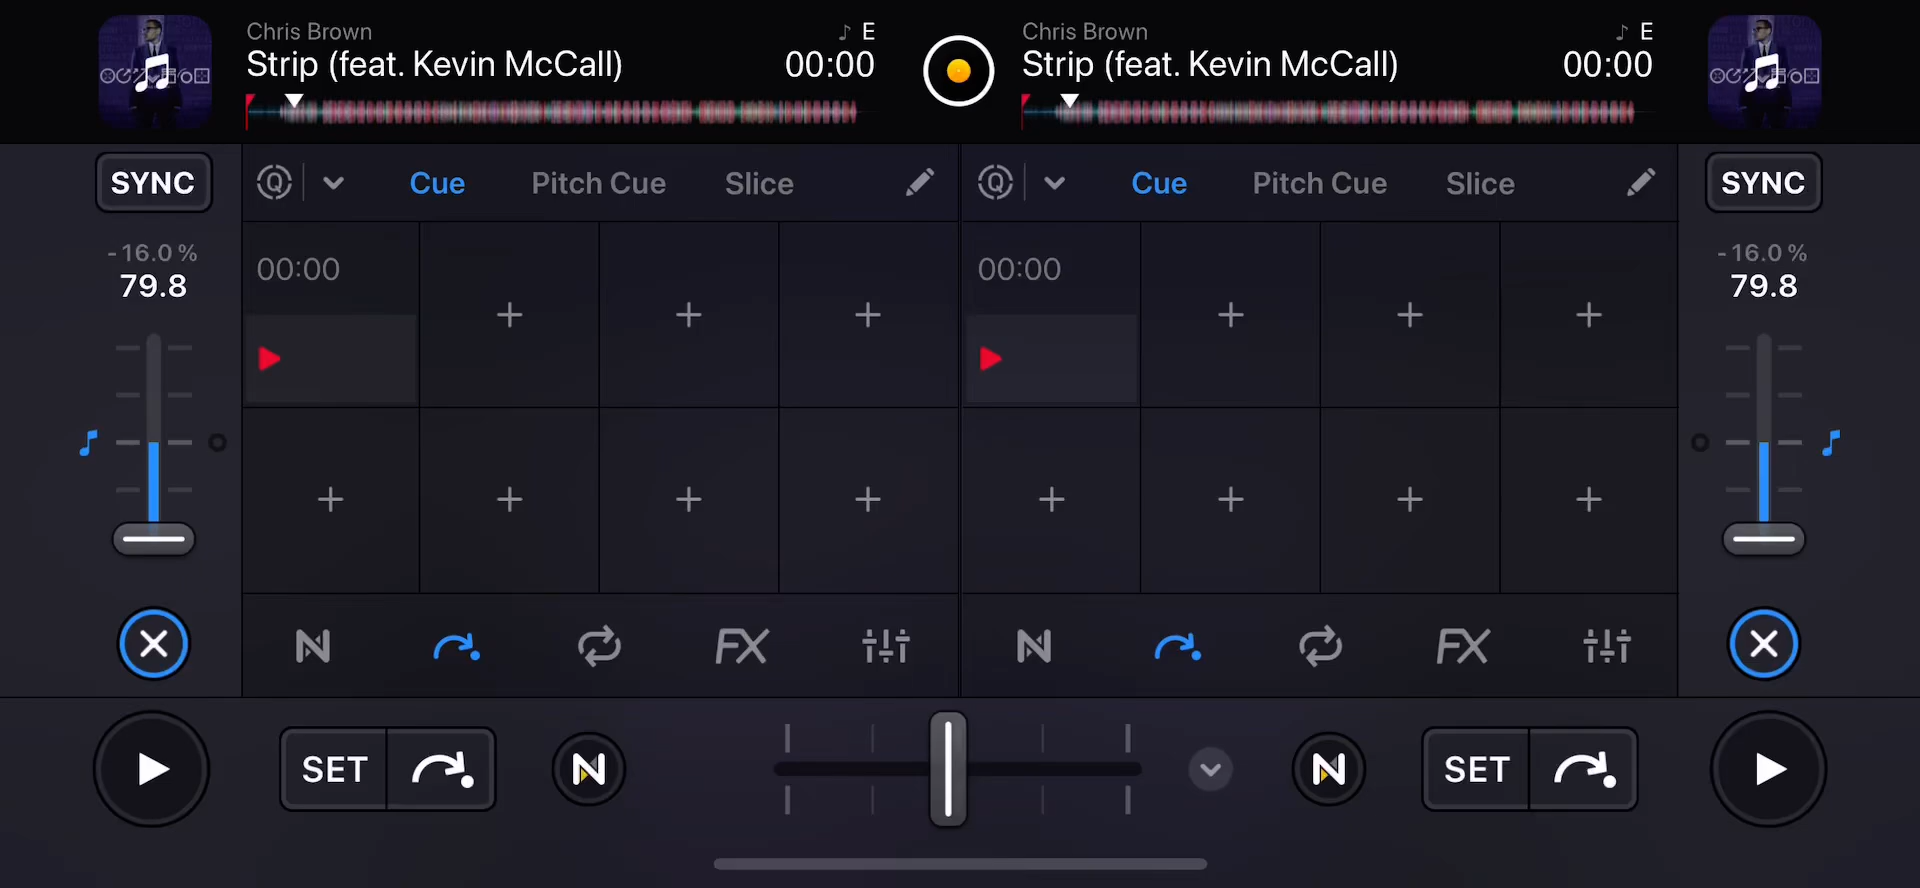 Chris Brown
♪ E
Strip (feat. Kevin McCall)
00:00
Chris Brown
♪ E
Strip (feat. Kevin McCall)
00:00
SYNC
Q
Cue
Pitch Cue
Slice
Q
Cue
Pitch Cue
Slice
SYNC
-16.0%
79.8
00:00
00:00
-16.0%
79.8
N
FX
N
FX
SET
N
N
SET